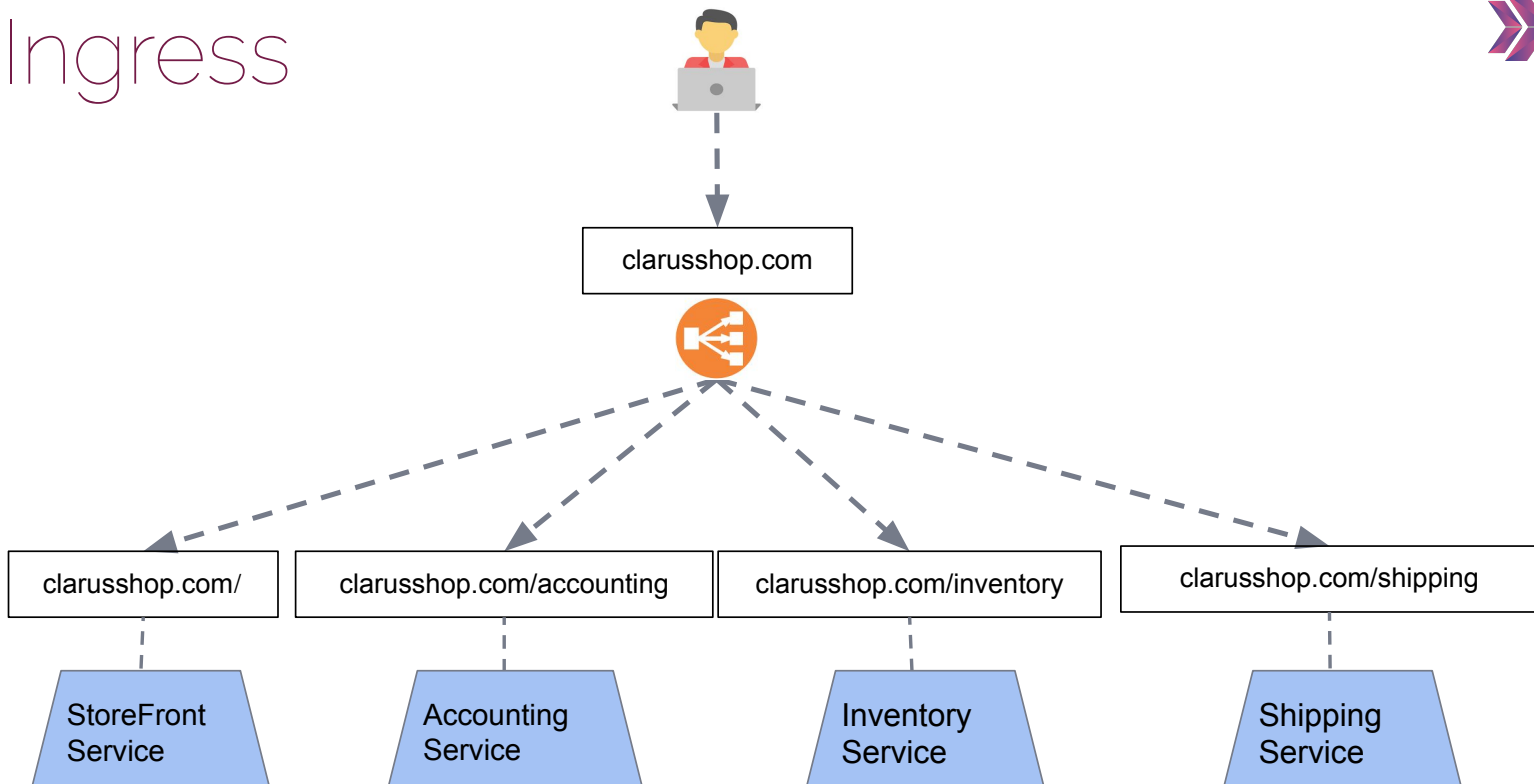 Ingress
clarusshop.com
clarusshop.com/
clarusshop.com/accounting
clarusshop.com/inventory
clarusshop.com/shipping
StoreFront
Service
Accounting
Service
Inventory
Service
Shipping
Service